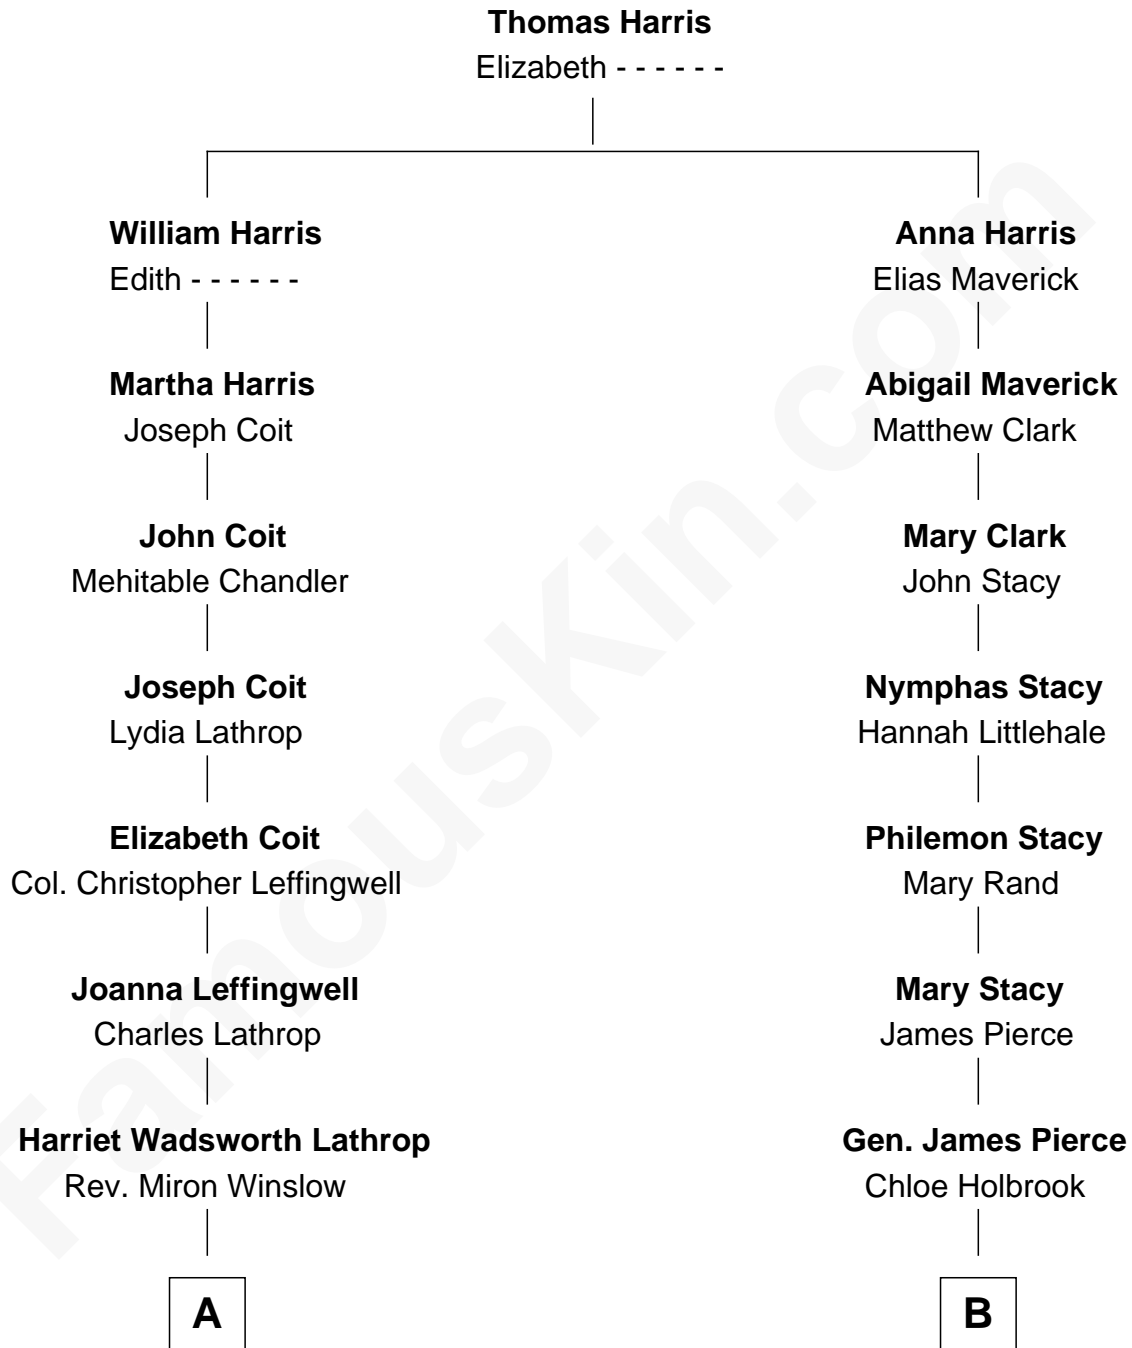 Thomas Harris
Elizabeth - - - - - -
William Harris
Edith - - - - - -
Martha Harris
Joseph Coit
John Coit
Mehitable Chandler
Joseph Coit
Lydia Lathrop
Elizabeth Coit
Col. Christopher Leffingwell
Joanna Leffingwell
Charles Lathrop
Harriet Wadsworth Lathrop
Rev. Miron Winslow
A
Anna Harris
Elias Maverick
Abigail Maverick
Matthew Clark
Mary Clark
John Stacy
Nymphas Stacy
Hannah Littlehale
Philemon Stacy
Mary Rand
Mary Stacy
James Pierce
Gen. James Pierce
Chloe Holbrook
B
FamousKin.com